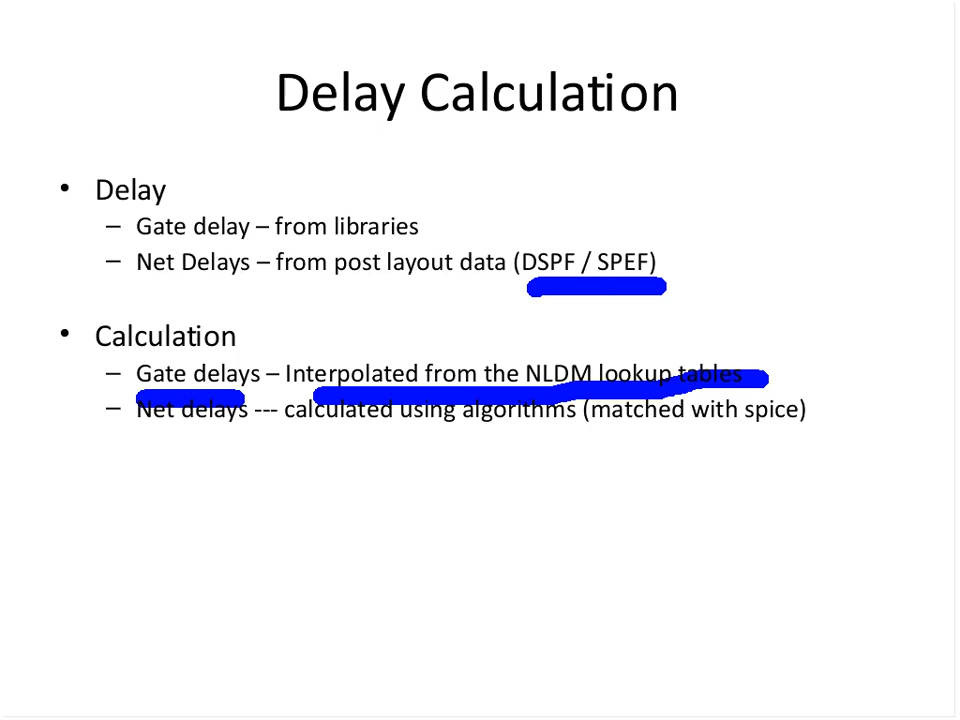 Delay Calculation
• Delay
– Gate delay – from libraries
– Net Delays – from post layout data (DSPF / SPEF)
• Calculation
– Gate delays – Interpolated from the NLDM lookup tables
– Net delays --- calculated using algorithms (matched with spice)